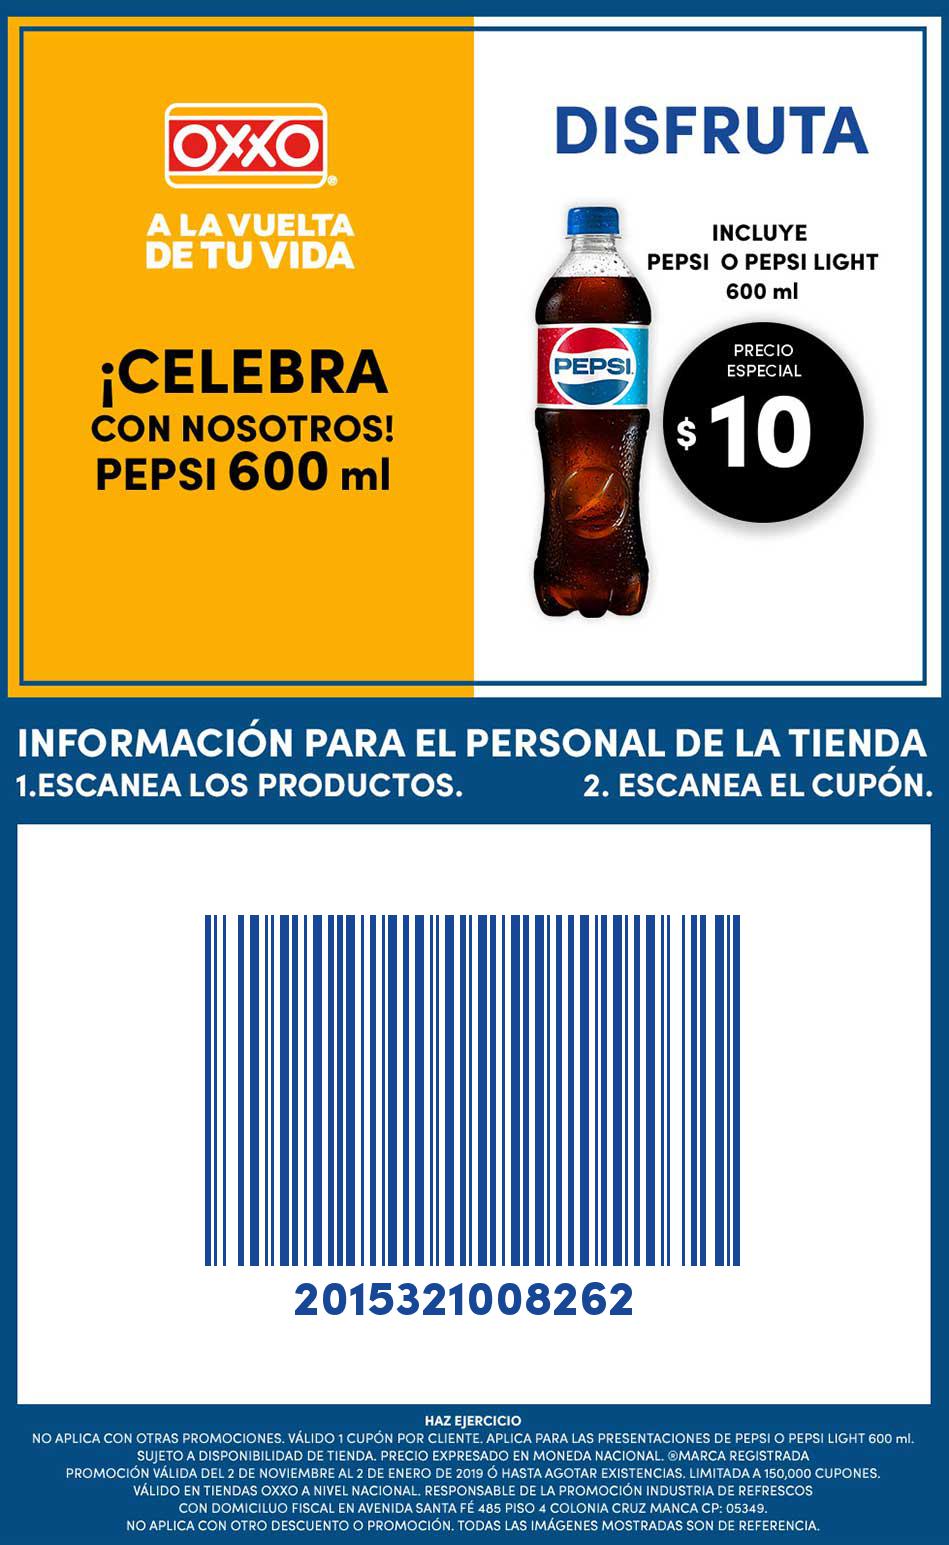 OXXO
®
A LA VUELTA
DE TU VIDA
¡CELEBRA
CON NOSOTROS!
PEPSI 600 ml
DISFRUTA
INCLUYE
PEPSI O PEPSI LIGHT
600 ml
PEPSI.
PRECIO
ESPECIAL
$ 10
INFORMACIÓN PARA EL PERSONAL DE LA TIENDA
1.ESCANEA LOS PRODUCTOS. 2. ESCANEA EL CUPÓN.
2015321008262
HAZ EJERCICIO
NO APLICA CON OTRAS PROMOCIONES. VÁLIDO 1 CUPÓN POR CLIENTE. APLICA PARA LAS PRESENTACIONES DE PEPSI O PEPSI LIGHT 600 ml.
SUJETO A DISPONIBILIDAD DE TIENDA. PRECIO EXPRESADO EN MONEDA NACIONAL. ®MARCA REGISTRADA
PROMOCIÓN VÁLIDA DEL 2 DE NOVIEMBRE AL 2 DE ENERO DE 2019 Ó HASTA AGOTAR EXISTENCIAS. LIMITADA A 150,000 CUPONES.
VÁLIDO EN TIENDAS OXXO A NIVEL NACIONAL. RESPONSABLE DE LA PROMOCIÓN INDUSTRIA DE REFRESCOS
CON DOMICILUO FISCAL EN AVENIDA SANTA FÉ 485 PISO 4 COLONIA CRUZ MANCA CP: 05349.
NO APLICA CON OTRO DESCUENTO O PROMOCIÓN. TODAS LAS IMÁGENES MOSTRADAS SON DE REFERENCIA.